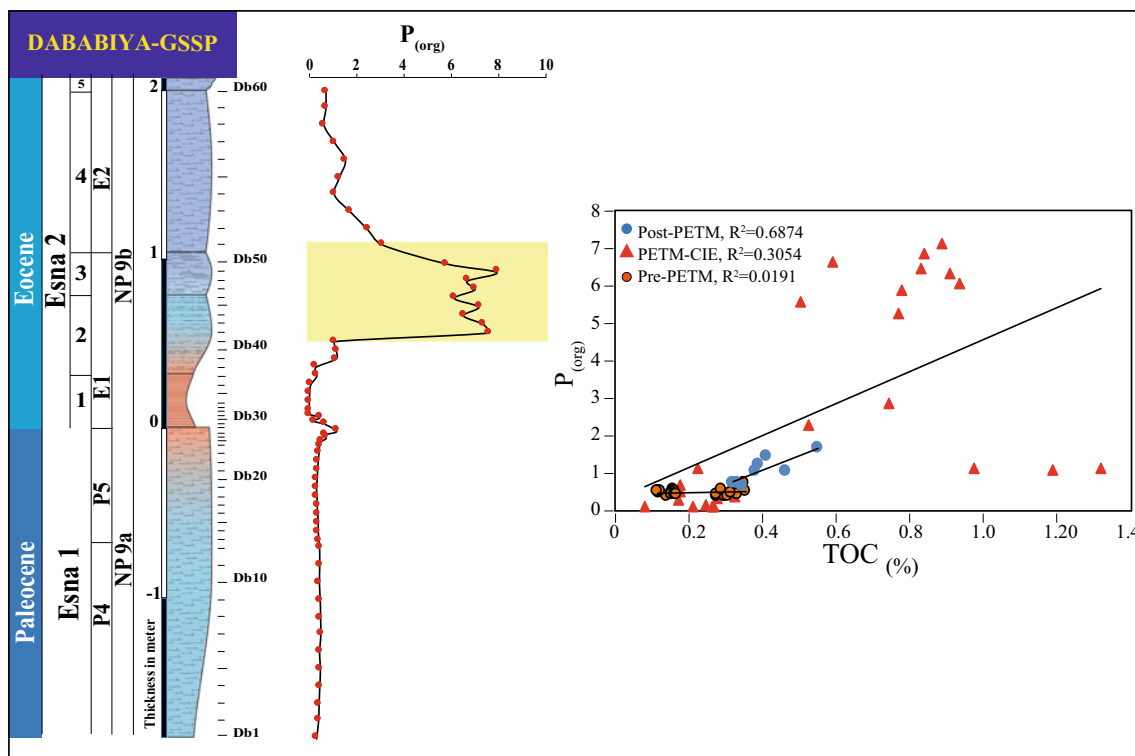 DABABIYA-GSSP
P(org)
0 2 4 6 8 10
Eocene
Paleocene
Esna 2
Esna 1
5
4
3
2
1
E2
E1
P5
P4
NP 9b
NP 9a
2
1
0
-1
Thickness in meter
Db60
Db50
Db40
Db30
Db20
Db10
Db1
Post-PETM, R²=0.6874
PETM-CIE, R²=0.3054
Pre-PETM, R²=0.0191
P(org)
8
7
6
5
4
3
2
1
0
0 0.2 0.4 0.6 0.8 1.0 1.2 1.4
TOC (%)